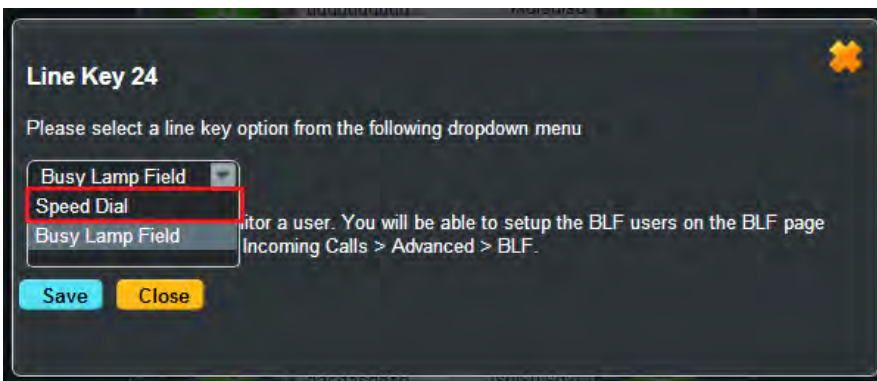 Line Key 24
Please select a line key option from the following dropdown menu
Busy Lamp Field
Speed Dial
Busy Lamp Field
itor a user. You will be able to setup the BLF users on the BLF page
Incoming Calls > Advanced > BLF.
Save Close